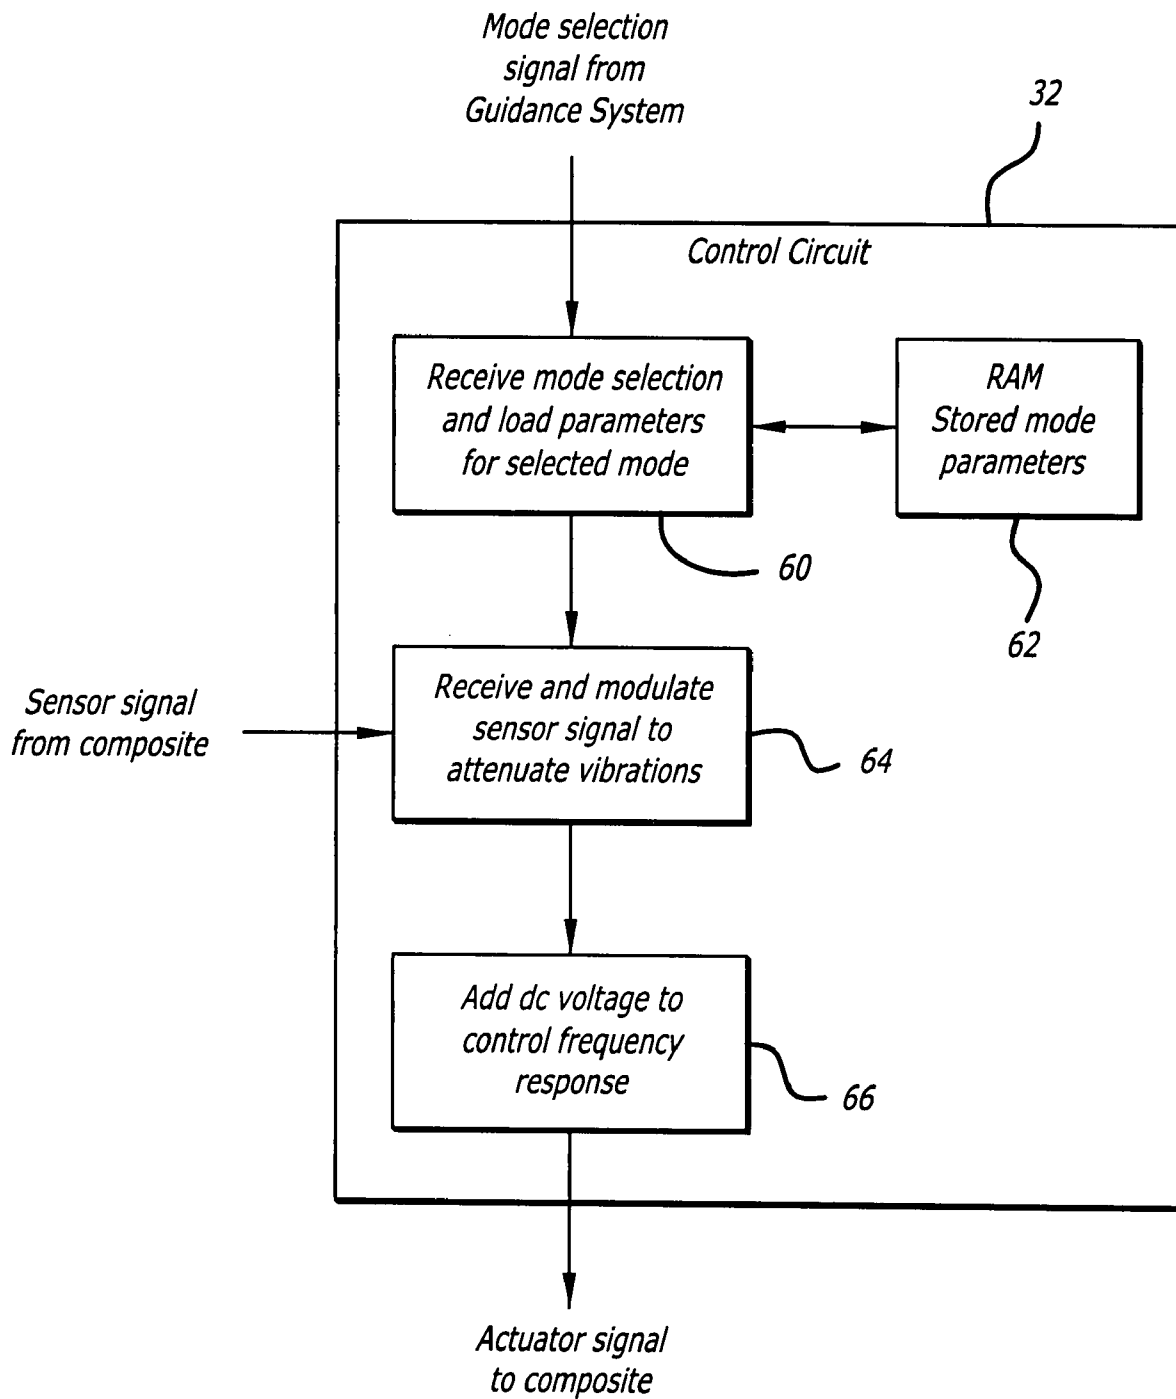 Mode selection
signal from
Guidance System
32
Control Circuit
Receive mode selection
and load parameters
for selected mode
RAM
Stored mode
parameters
60
62
Sensor signal
from composite
Receive and modulate
sensor signal to
attenuate vibrations
64
Add dc voltage to
control frequency
response
66
Actuator signal
to composite